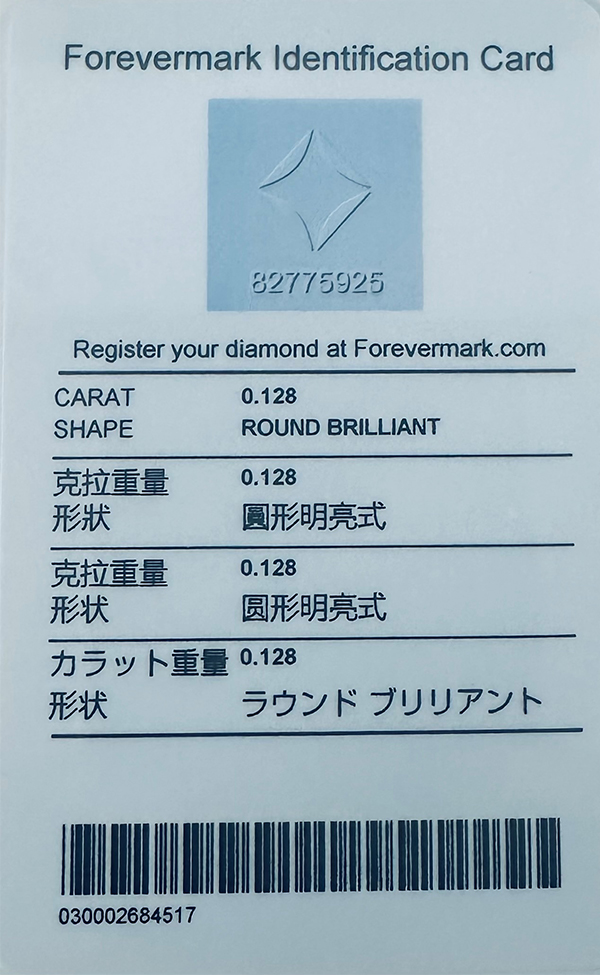 Forevermark Identification Card
82775925
Register your diamond at Forevermark.com
CARAT 0.128
SHAPE ROUND BRILLIANT
克拉重量 0.128
形狀 圓形明亮式
克拉重量 0.128
形状 圆形明亮式
カラット重量 0.128
形状 ラウンド ブリリアント
030002684517